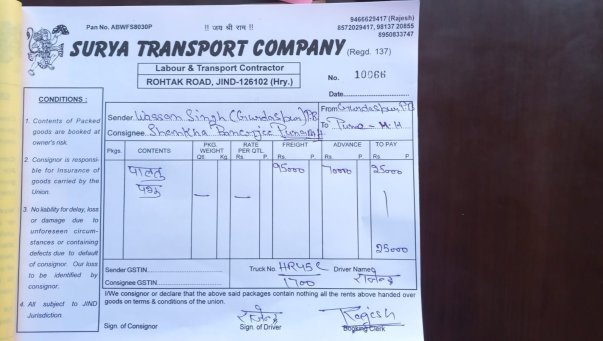 Pan No. ABWFS8030P
!! जय श्री राम !!
9466629417 (Rajesh)
8572029417, 98137 20855
8950833747
SURYA TRANSPORT COMPANY (Regd. 137)
Labour & Transport Contractor
ROHTAK ROAD, JIND-126102 (Hry.)
No. 10066
Date
CONDITIONS :
1. Contents of Packed goods are booked at owner's risk.
2. Consignor is responsible for Insurance of goods carried by the Union.
3. No liability for delay, loss or damage due to unforeseen circumstances or containing defects due to default of consignor. Our loss to be identified by consignor.
4. All subject to JIND Jurisdiction.
Sender Wassem Singh (Gurdaspur) PB
From Gurdaspur PB
Consignee
To Pune - M.H
Pkgs. CONTENTS PKG. WEIGHT RATE PER QTL. FREIGHT ADVANCE TO PAY
Qtl. Kg. Rs. P. Rs. P. Rs. P. Rs. P.
पालतु 95000 70000 25000
पशु
25000
Sender GSTIN Truck No. HR45C Driver Name
Consignee GSTIN 1700
I/We consignor or declare that the above said packages contain nothing all the rents above handed over goods on terms & conditions of the union.
Rajesh
Sign. of Consignor Sign. of Driver Booking Clerk